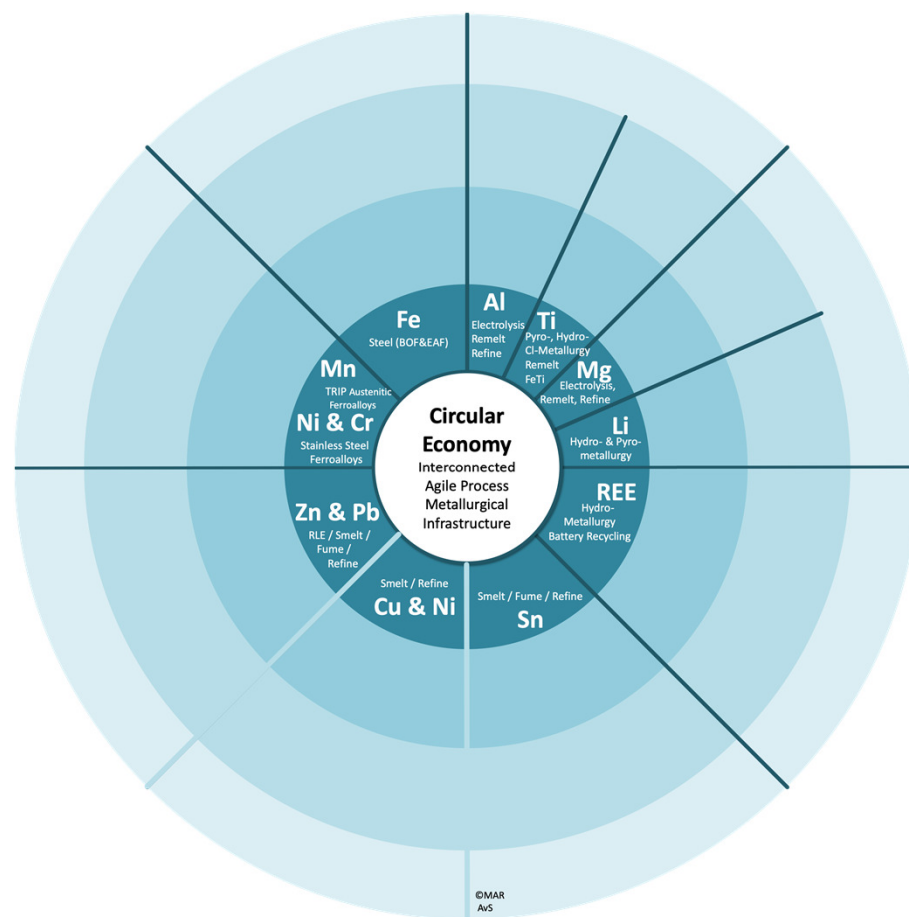 Circular
Economy
Interconnected
Agile Process
Metallurgical
Infrastructure
Al
Electrolysis
Remelt
Refine
Ti
Pyro-, Hydro-
Cl-Metallurgy
Remelt
FeTi
Mg
Electrolysis,
Remelt, Refine
Li
Hydro- & Pyro-
metallurgy
REE
Hydro-
Metallurgy
Battery Recycling
Smelt / Fume / Refine
Sn
Smelt / Refine
Cu & Ni
Zn & Pb
RLE / Smelt /
Fume /
Refine
Ni & Cr
Stainless Steel
Ferroalloys
Mn
TRIP Austenitic
Ferroalloys
Fe
Steel (BOF&EAF)
©MAR
AvS